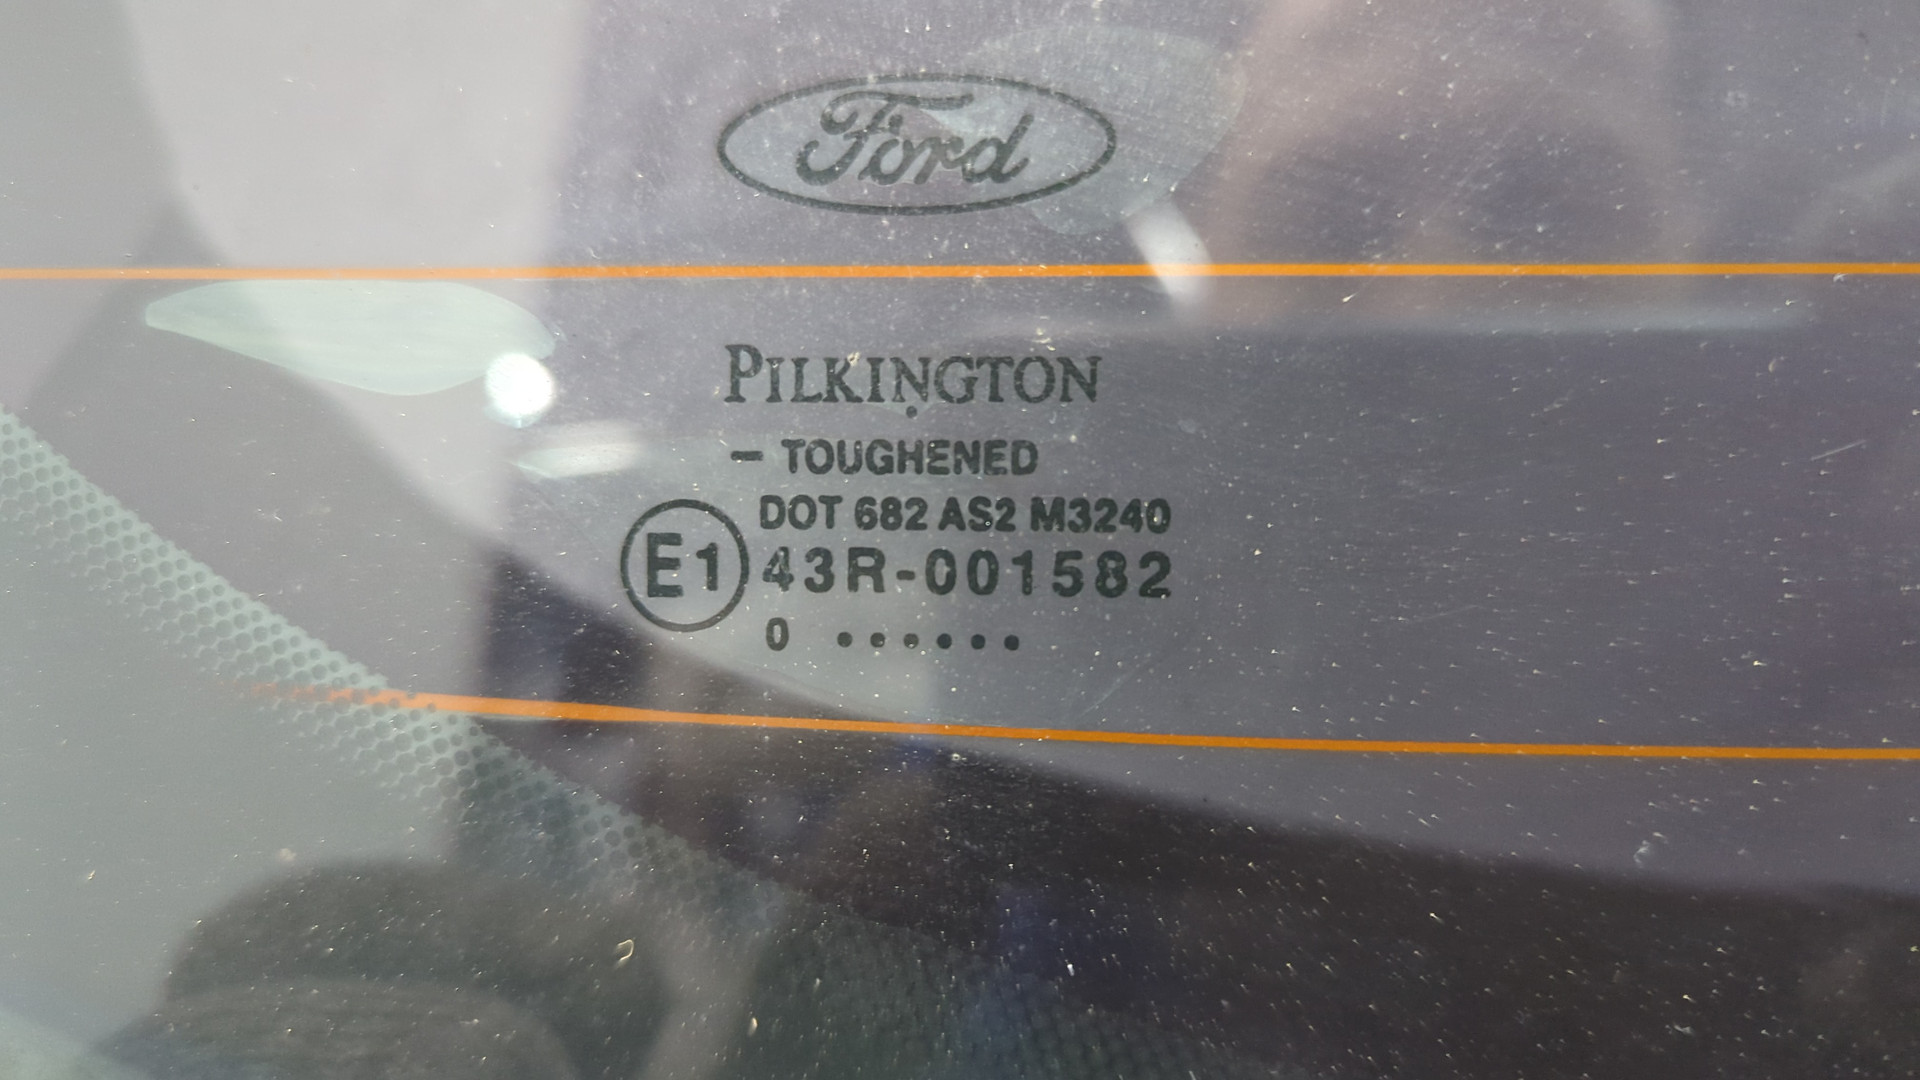 Ford
PILKINGTON
- TOUGHENED
DOT 682 AS2 M3240
E1 43R-001582
0 ......